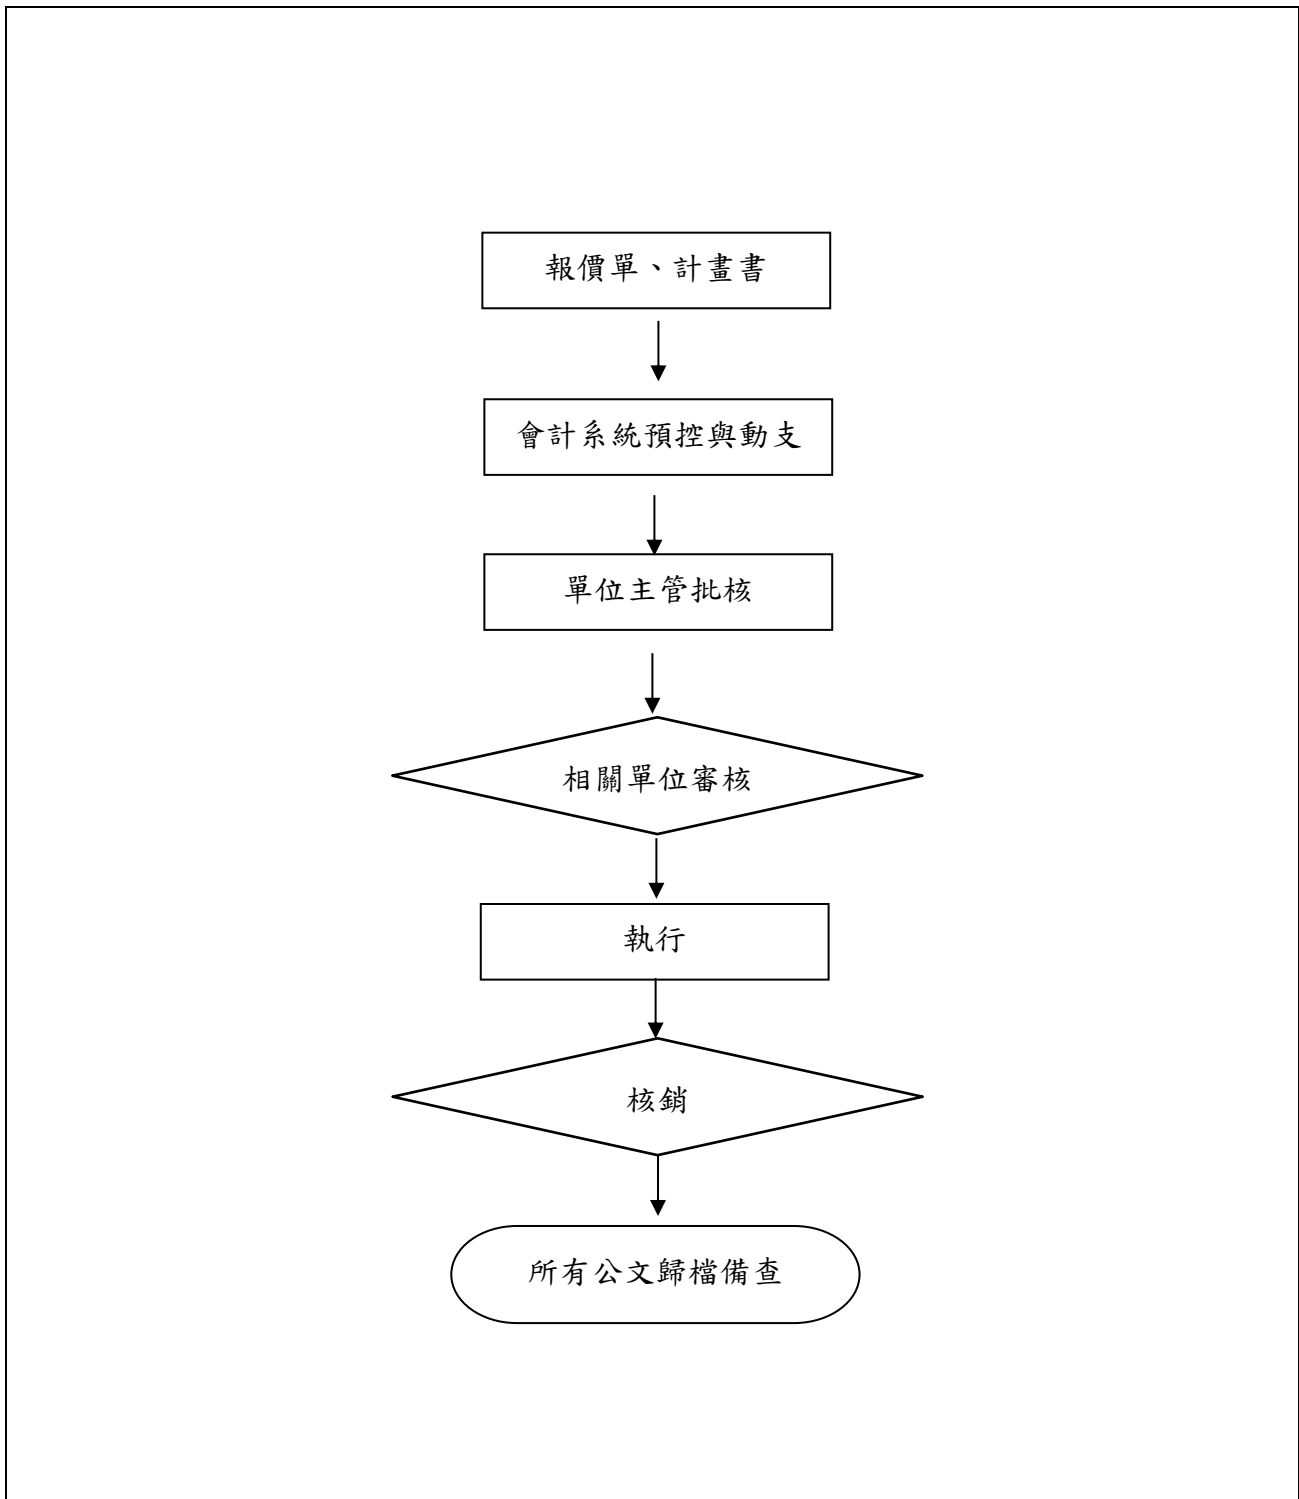 報價單、計畫書
會計系統預控與動支
單位主管批核
相關單位審核
執行
核銷
所有公文歸檔備查